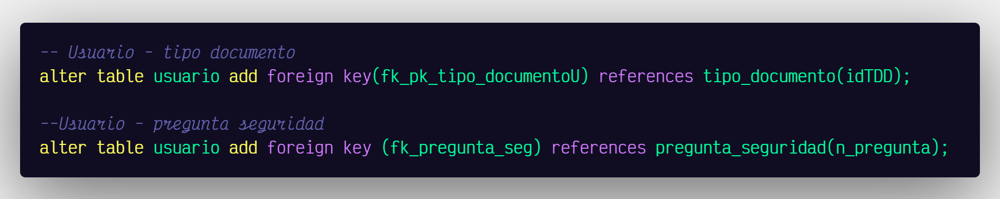 -- Usuario - tipo documento
alter table usuario add foreign key(fk_pk_tipo_documentoU) references tipo_documento(idTDD);
--Usuario - pregunta seguridad
alter table usuario add foreign key (fk_pregunta_seg) references pregunta_seguridad(n_pregunta);